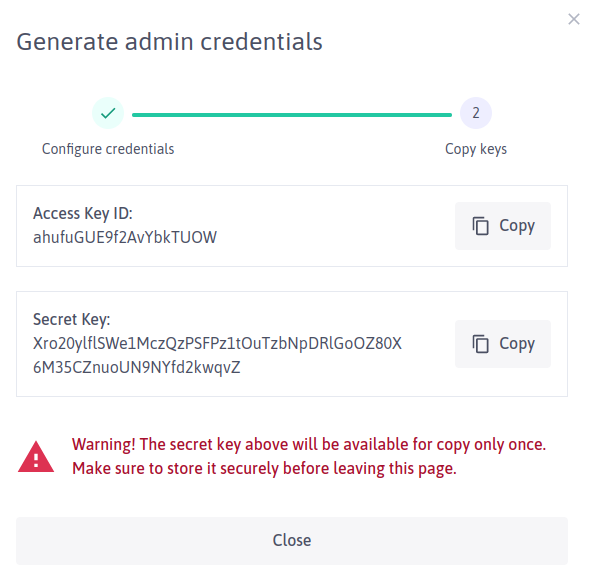 Generate admin credentials
2
Configure credentials
Copy keys
Access Key ID:
ahufuGUE9f2AvYbkTUOW
Copy
Secret Key:
Xro20ylflSWe1MczQzPSFPz1tOuTzbNpDRlGoOZ80X
6M35CZnuoUN9NYfd2kwqvZ
Copy
Warning! The secret key above will be available for copy only once.
Make sure to store it securely before leaving this page.
Close